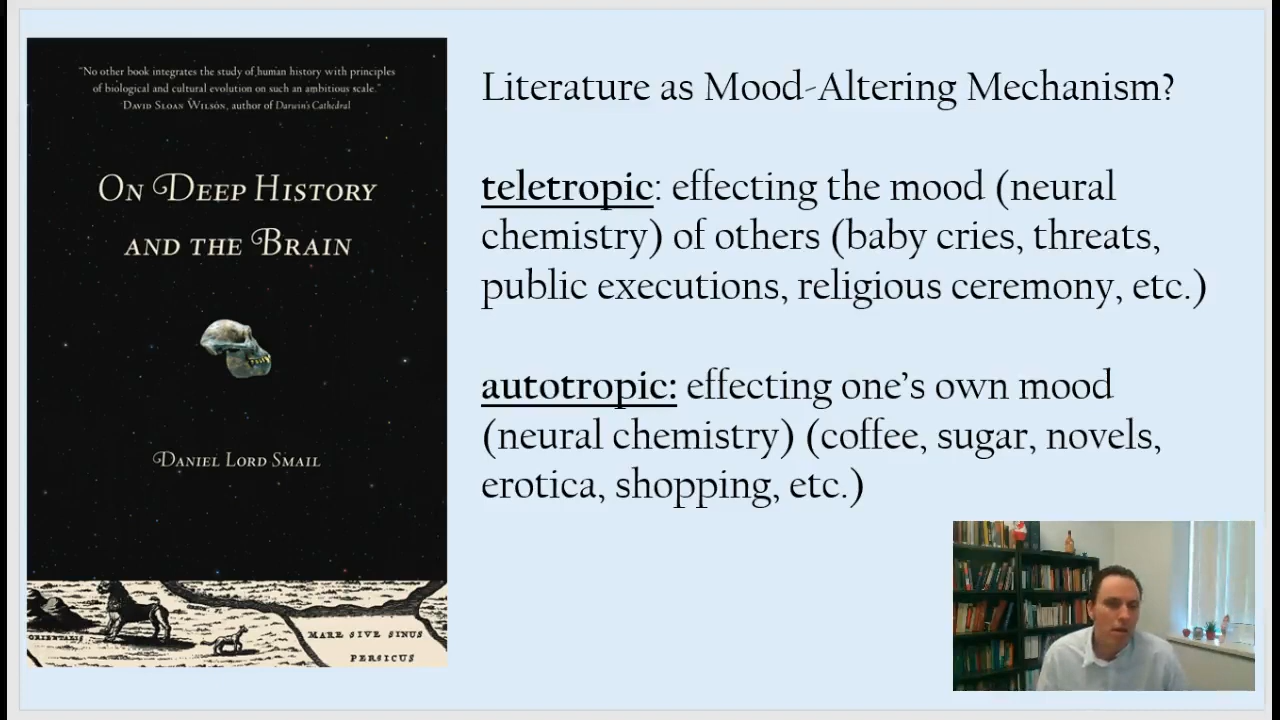 "No other book integrates the study of human history with principles
of biological and cultural evolution on such an ambitious scale."
David Sloan Wilson, author of Darwin's Cathedral
On Deep History
and the Brain
Daniel Lord Smail
ORIENTALIS
MARE SIVE SINUS
PERSICUS
Literature as Mood-Altering Mechanism?
teletropic: effecting the mood (neural
chemistry) of others (baby cries, threats,
public executions, religious ceremony, etc.)
autotropic: effecting one's own mood
(neural chemistry) (coffee, sugar, novels,
erotica, shopping, etc.)